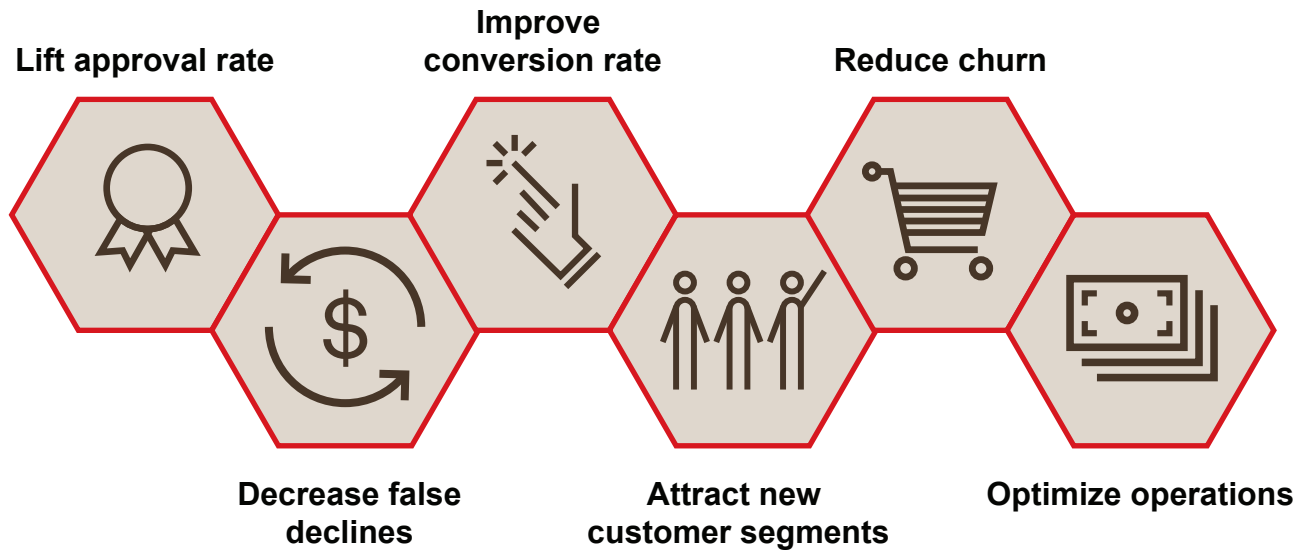 Lift approval rate
Improve
conversion rate
Reduce churn
$
Decrease false
declines
Attract new
customer segments
Optimize operations